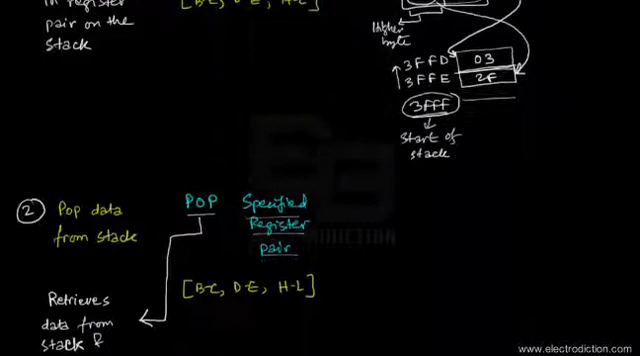 in register
pair on the
stack
[B-C, D-E, H-L]
Higher
byte
3FFD 03
3FFE 2F
3FFF
start of
stack
2 Pop data
from stack
POP Specified
Register
pair
[B-C, D-E, H-L]
Retrieves
data from
stack &
www.electrodiction.com